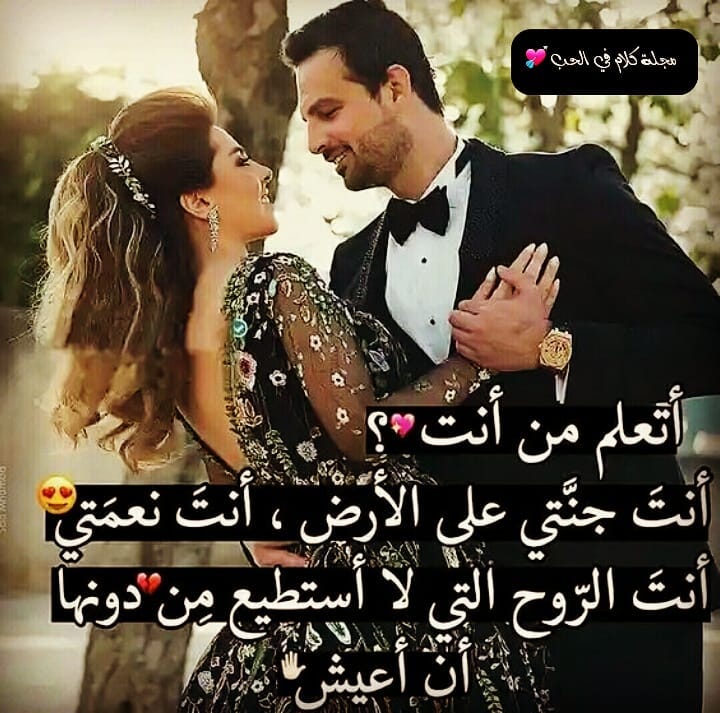 مجلة كلام في الحب 💘
أتعلم من أنت💖؟
أنتَ جنَّتي على الأرض ، أنتَ نعمَتي😍
أنتَ الرّوح التي لا أستطيع مِن💔دونها
أن أعيش🖐🏻